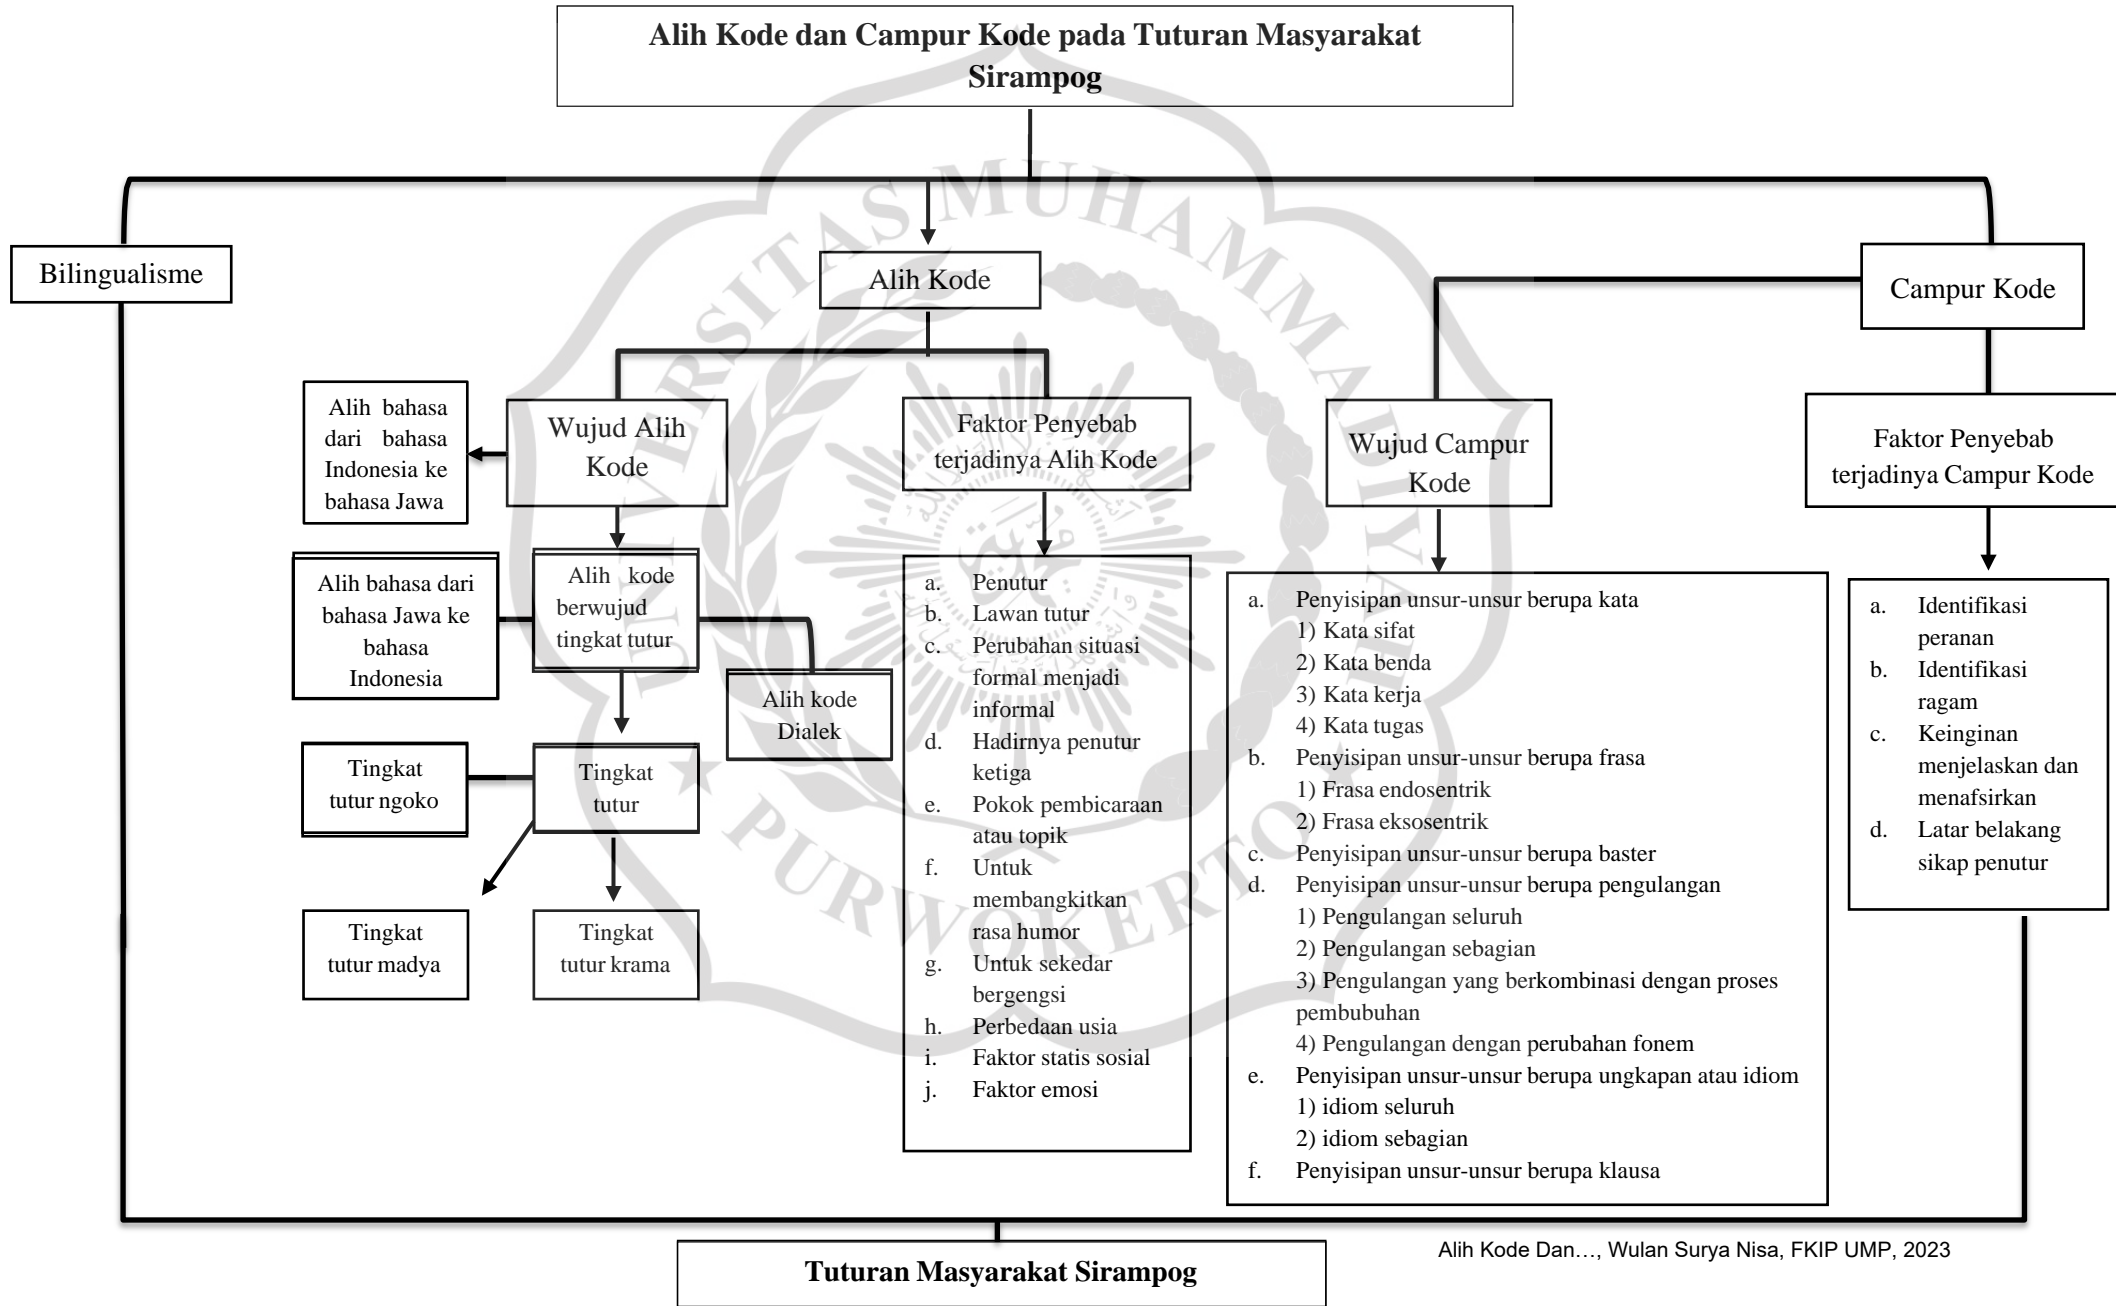 Alih Kode dan Campur Kode pada Tuturan Masyarakat
Sirampog
Bilingualisme
Alih Kode
Campur Kode
Alih bahasa
dari bahasa
Indonesia ke
bahasa Jawa
Wujud Alih
Kode
Faktor Penyebab
terjadinya Alih Kode
Wujud Campur
Kode
Faktor Penyebab
terjadinya Campur Kode
Alih bahasa dari
bahasa Jawa ke
bahasa
Indonesia
Alih kode
berwujud
tingkat tutur
Alih kode
Dialek
Tingkat
tutur ngoko
Tingkat
tutur
Tingkat
tutur madya
Tingkat
tutur krama
a. Penutur
b. Lawan tutur
c. Perubahan situasi
formal menjadi
informal
d. Hadirnya penutur
ketiga
e. Pokok pembicaraan
atau topik
f. Untuk
membangkitkan
rasa humor
g. Untuk sekedar
bergengsi
h. Perbedaan usia
i. Faktor statis sosial
j. Faktor emosi
a. Penyisipan unsur-unsur berupa kata
1) Kata sifat
2) Kata benda
3) Kata kerja
4) Kata tugas
b. Penyisipan unsur-unsur berupa frasa
1) Frasa endosentrik
2) Frasa eksosentrik
c. Penyisipan unsur-unsur berupa baster
d. Penyisipan unsur-unsur berupa pengulangan
1) Pengulangan seluruh
2) Pengulangan sebagian
3) Pengulangan yang berkombinasi dengan proses
pembubuhan
4) Pengulangan dengan perubahan fonem
e. Penyisipan unsur-unsur berupa ungkapan atau idiom
1) idiom seluruh
2) idiom sebagian
f. Penyisipan unsur-unsur berupa klausa
a. Identifikasi
peranan
b. Identifikasi
ragam
c. Keinginan
menjelaskan dan
menafsirkan
d. Latar belakang
sikap penutur
Tuturan Masyarakat Sirampog
Alih Kode Dan…, Wulan Surya Nisa, FKIP UMP, 2023
UNIVERSITAS MUHAMMADIYAH
PURWOKERTO